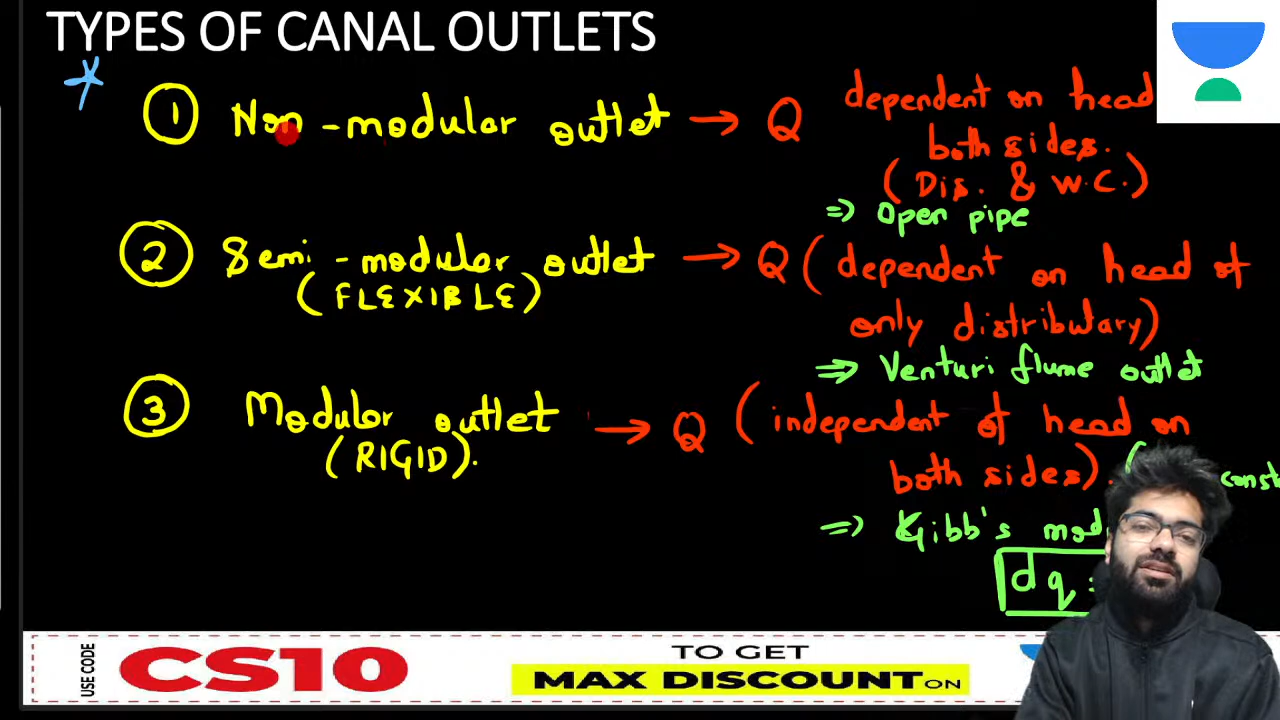 TYPES OF CANAL OUTLETS
① Non-modular outlet → Q dependent on head
both sides.
(Dis. & W.C.)
⇒ Open pipe
② Semi-modular outlet → Q (dependent on head of
(FLEXIBLE)
only distributary)
⇒ Venturi flume outlet
③ Modular outlet → Q (independent of head on
(RIGID).
both sides). (
⇒ Gibb's
dq
USE CODE
CS10
TO GET
MAX DISCOUNT ON